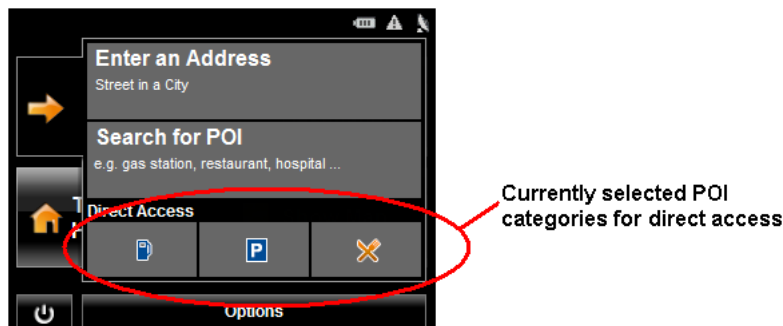 Enter an Address
Street in a City
Search for POI
e.g. gas station, restaurant, hospital ...
Direct Access
P
Options
Currently selected POI
categories for direct access